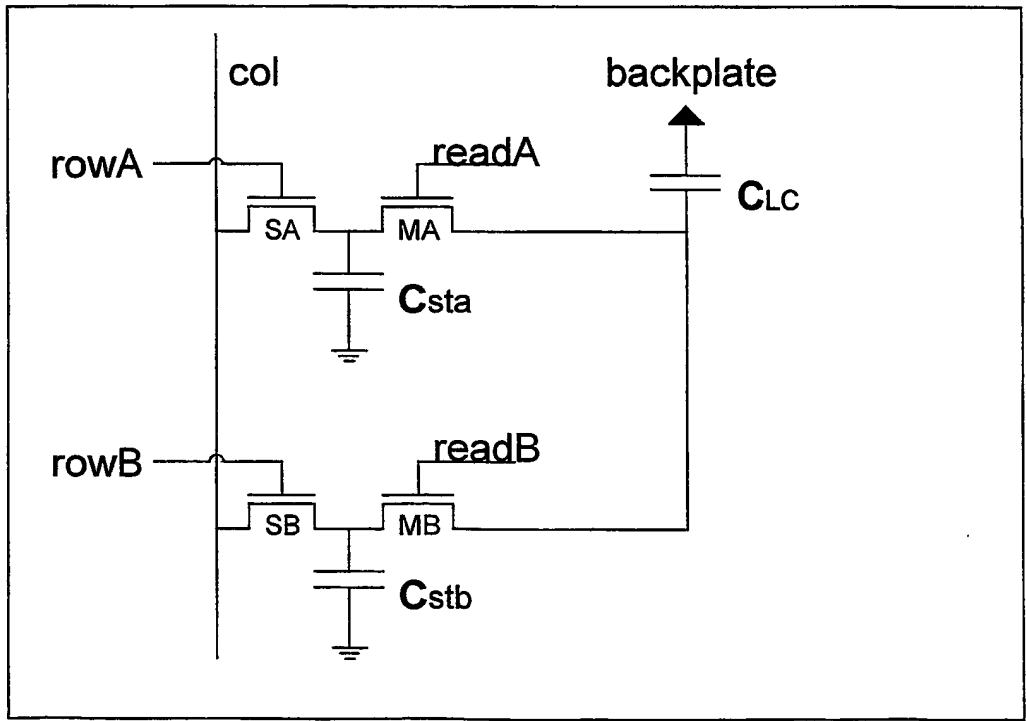 col
backplate
rowA
readA
CLC
SA
MA
Csta
rowB
readB
SB
MB
Cstb